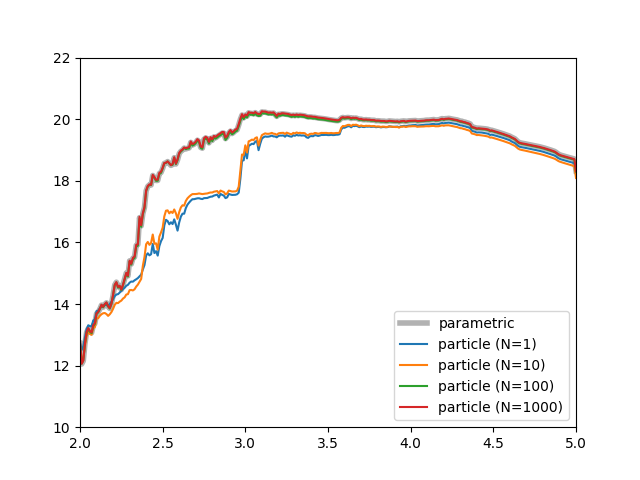 22
20
18
16
14
12
10
2.0 2.5 3.0 3.5 4.0 4.5 5.0
parametric
particle (N=1)
particle (N=10)
particle (N=100)
particle (N=1000)